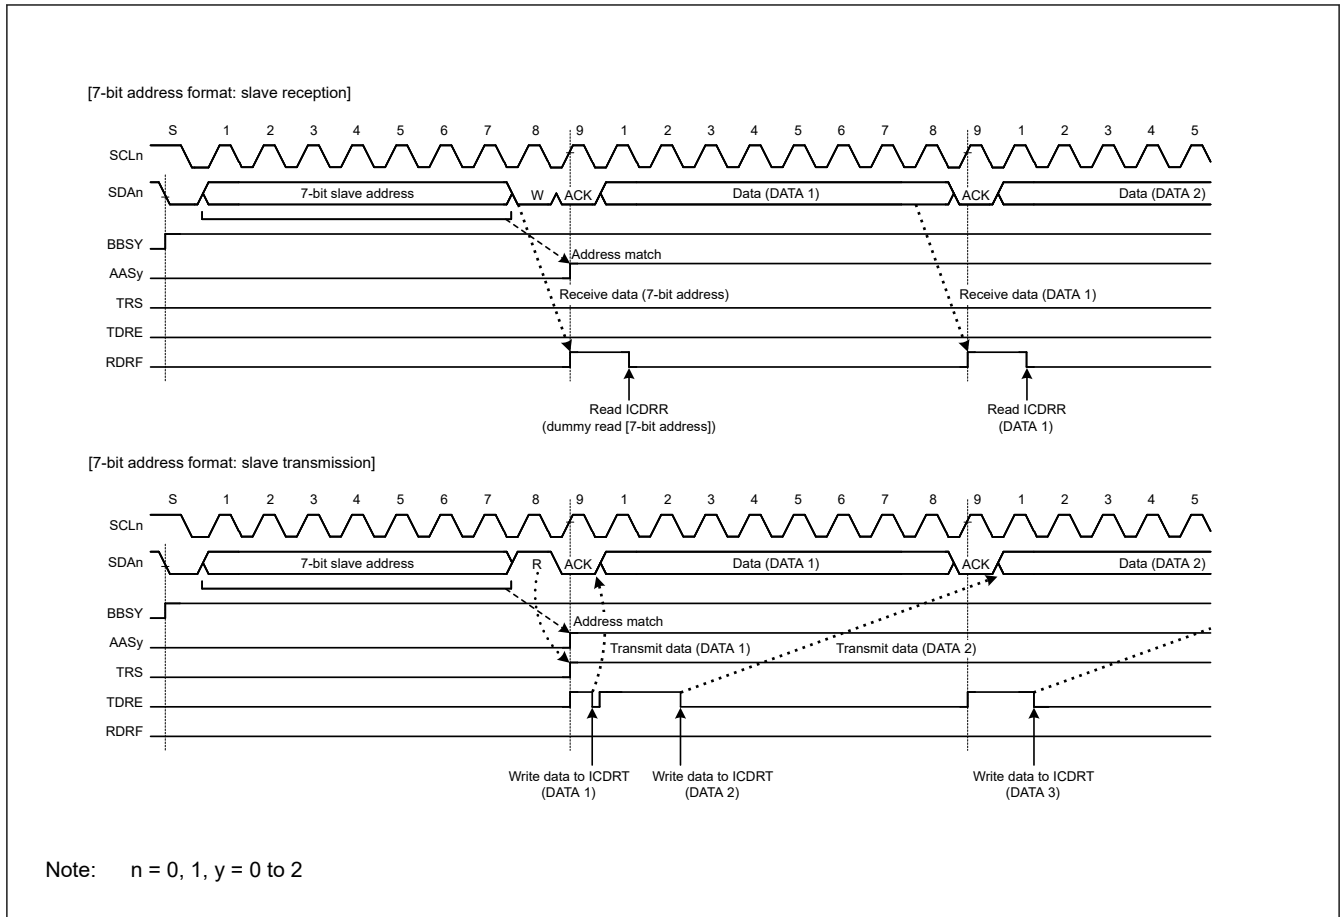 [7-bit address format: slave reception]
S 1 2 3 4 5 6 7 8 9 1 2 3 4 5 6 7 8 9 1 2 3 4 5
SCLn
SDAn 7-bit slave address W ACK Data (DATA 1) ACK Data (DATA 2)
BBSY
Address match
AASy
Receive data (7-bit address) Receive data (DATA 1)
TRS
TDRE
RDRF
Read ICDRR Read ICDRR
(dummy read [7-bit address]) (DATA 1)
[7-bit address format: slave transmission]
S 1 2 3 4 5 6 7 8 9 1 2 3 4 5 6 7 8 9 1 2 3 4 5
SCLn
SDAn 7-bit slave address R ACK Data (DATA 1) ACK Data (DATA 2)
BBSY
Address match
AASy
Transmit data (DATA 1) Transmit data (DATA 2)
TRS
TDRE
RDRF
Write data to ICDRT Write data to ICDRT Write data to ICDRT
(DATA 1) (DATA 2) (DATA 3)
Note: n = 0, 1, y = 0 to 2